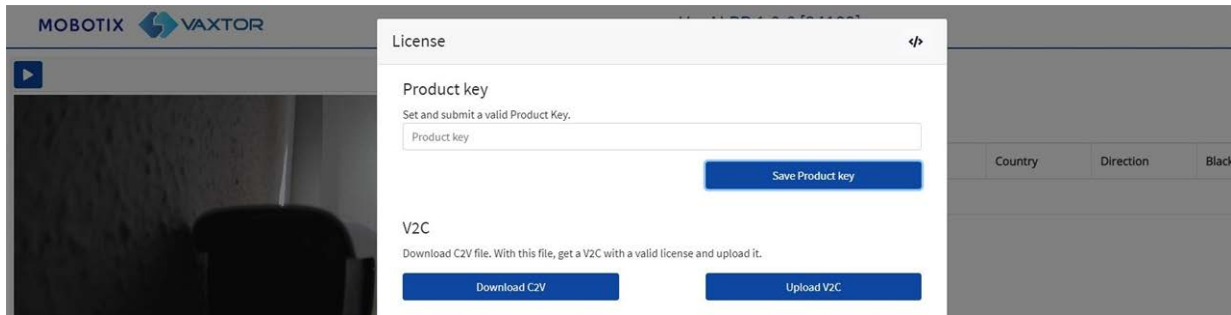 MOBOTIX VAXTOR
License </>
Product key
Set and submit a valid Product Key.
Product key
Save Product key
Country Direction Black
V2C
Download C2V file. With this file, get a V2C with a valid license and upload it.
Download C2V Upload V2C